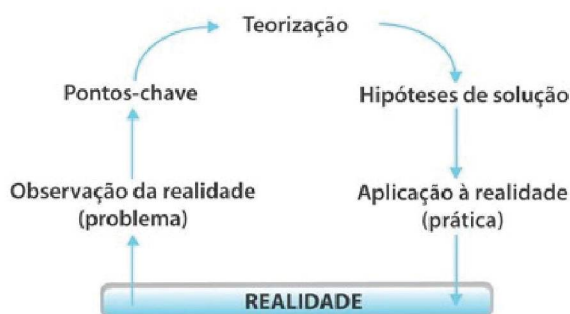 Teorização
Pontos-chave
Hipóteses de solução
Observação da realidade
(problema)
Aplicação à realidade
(prática)
REALIDADE